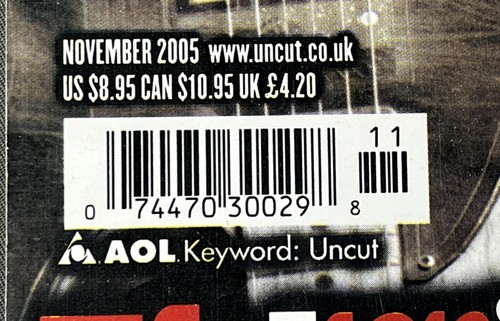 NOVEMBER 2005 www.uncut.co.uk
US $8.95 CAN $10.95 UK £4.20
11
0 74470 30029 8
AOL Keyword: Uncut